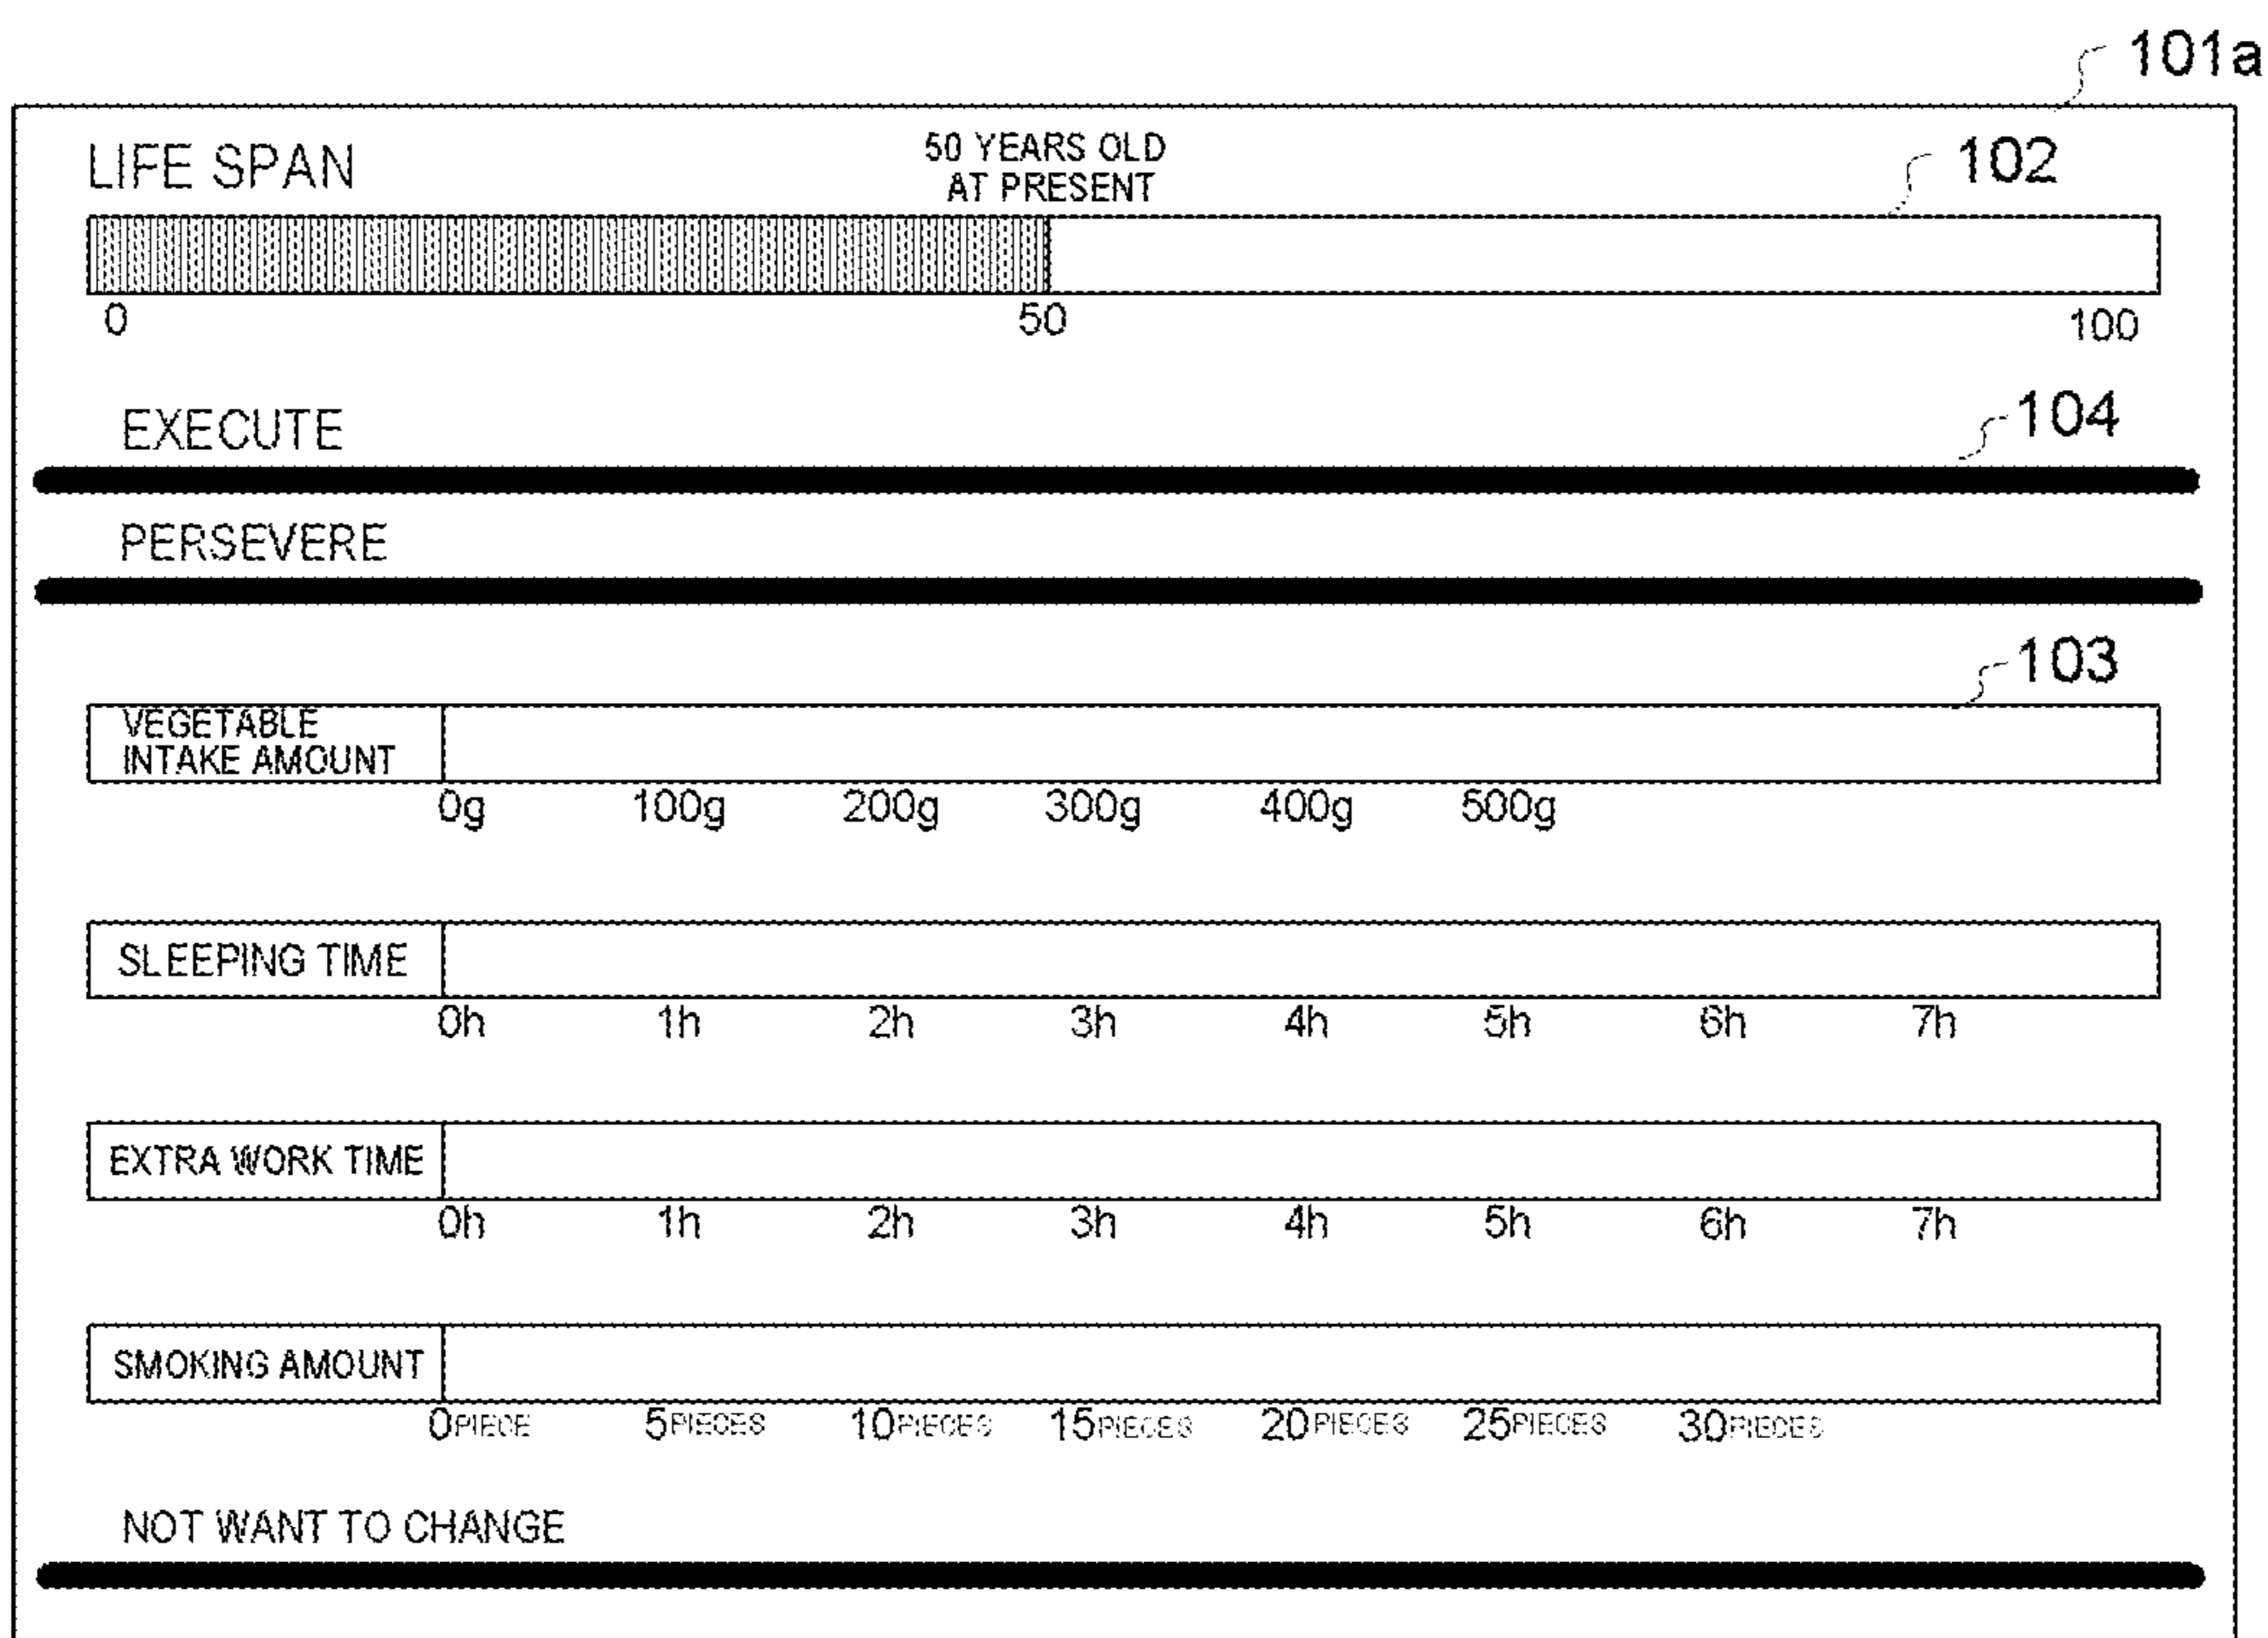 101a
LIFE SPAN
50 YEARS OLD
AT PRESENT
102
0 50 100
EXECUTE
104
PERSEVERE
103
VEGETABLE
INTAKE AMOUNT
0g 100g 200g 300g 400g 500g
SLEEPING TIME
0h 1h 2h 3h 4h 5h 6h 7h
EXTRA WORK TIME
0h 1h 2h 3h 4h 5h 6h 7h
SMOKING AMOUNT
0PIECE 5PIECES 10PIECES 15PIECES 20PIECES 25PIECES 30PIECES
NOT WANT TO CHANGE